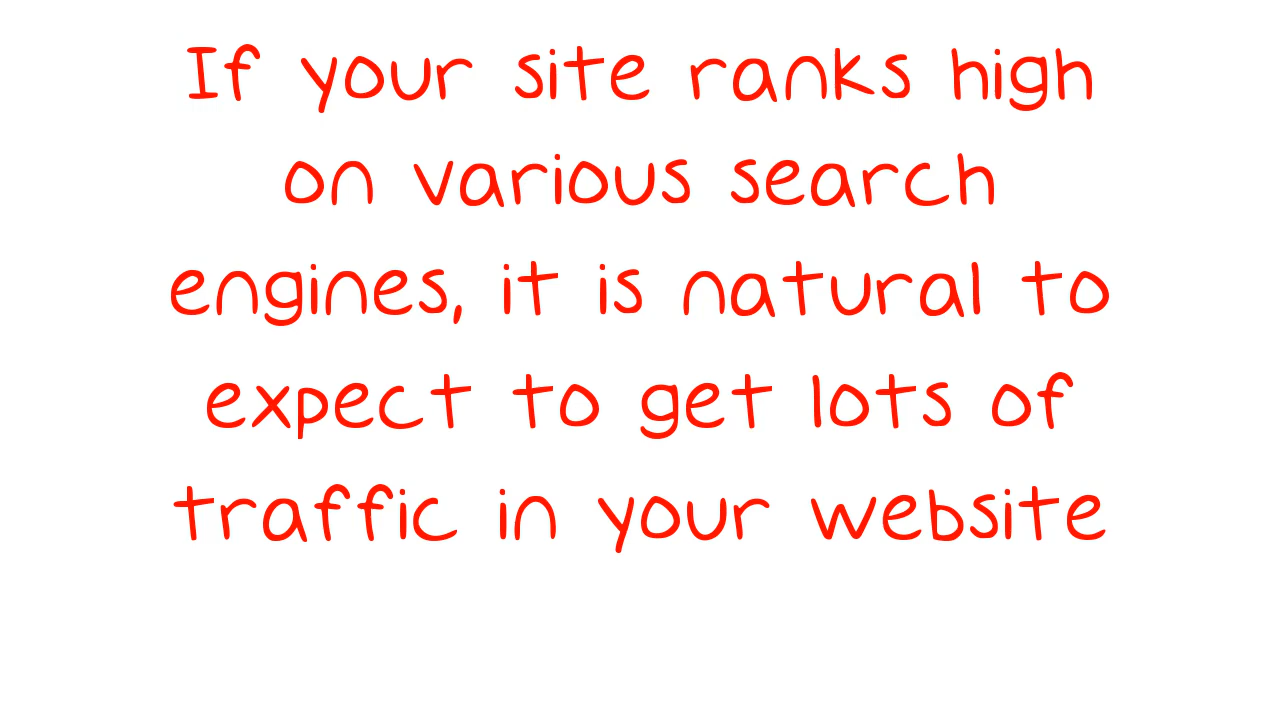 If your site ranks high
on various search
engines, it is natural to
expect to get lots of
traffic in your website